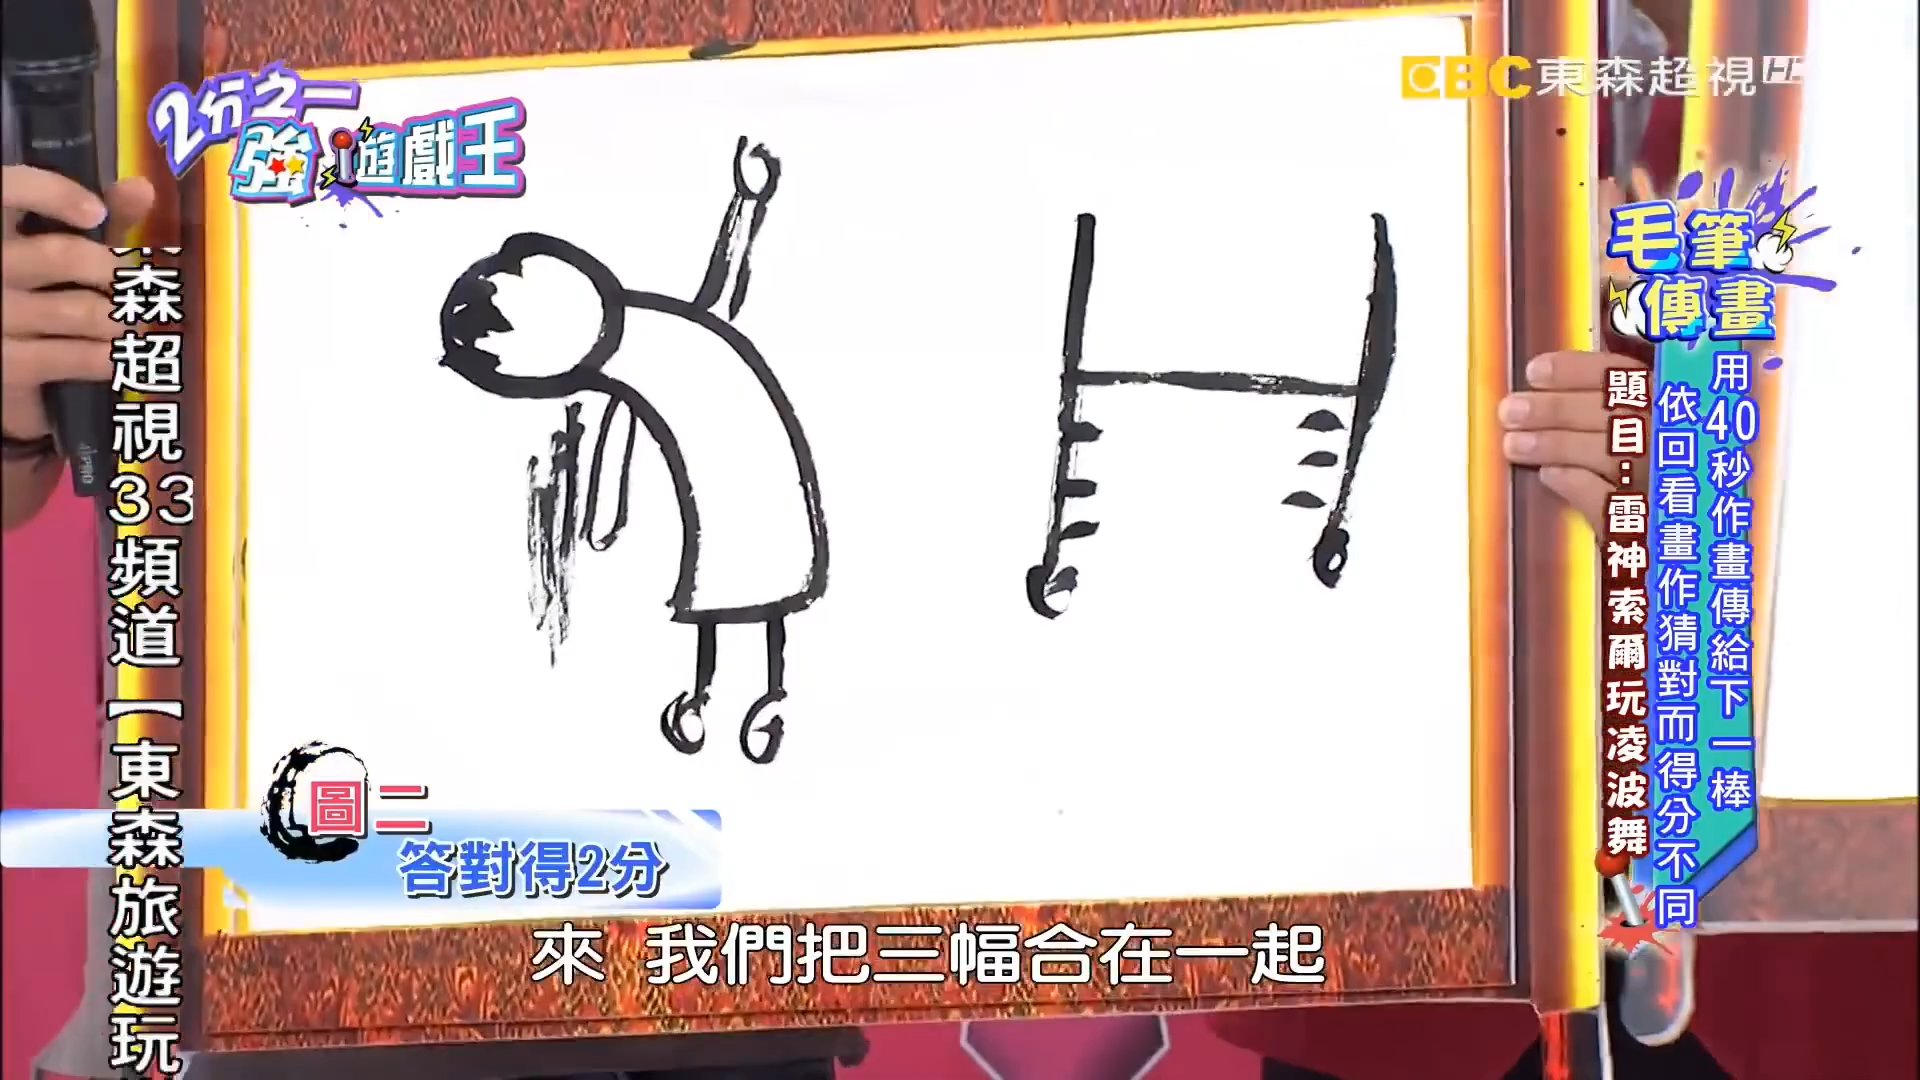 2分之一
強i遊戲王
EBC東森超視HD
毛筆
傳畫
用40秒作畫傳給下一棒
依回看畫作猜對而得分不同
題目:雷神索爾玩凌波舞
森超視33頻道【東森旅遊玩
圖二
答對得2分
來 我們把三幅合在一起